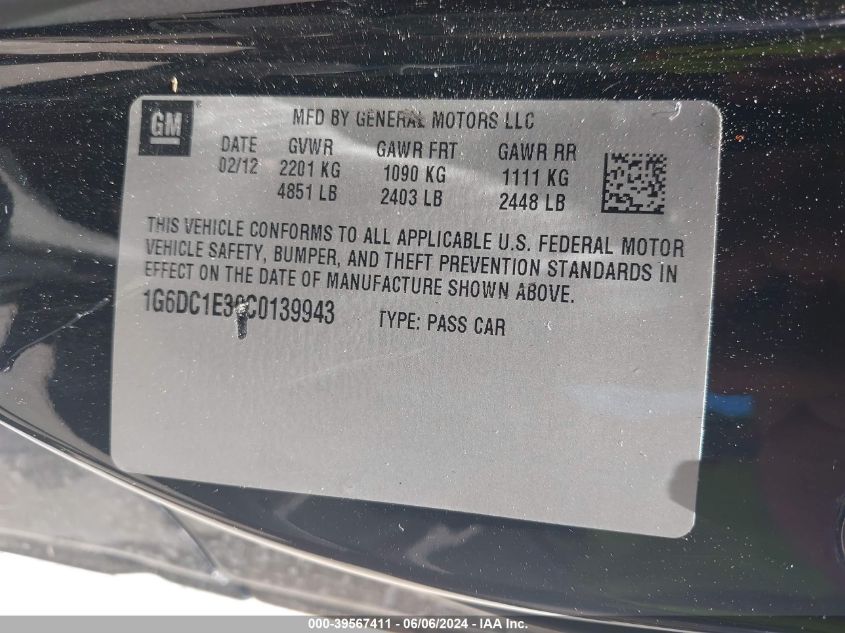 GM
MFD BY GENERAL MOTORS LLC
DATE GVWR GAWR FRT GAWR RR
02/12 2201 KG 1090 KG 1111 KG
4851 LB 2403 LB 2448 LB
THIS VEHICLE CONFORMS TO ALL APPLICABLE U.S. FEDERAL MOTOR
VEHICLE SAFETY, BUMPER, AND THEFT PREVENTION STANDARDS IN
EFFECT ON THE DATE OF MANUFACTURE SHOWN ABOVE.
1G6DC1E30C0139943 TYPE: PASS CAR
000-39567411 - 06/06/2024 - IAA Inc.